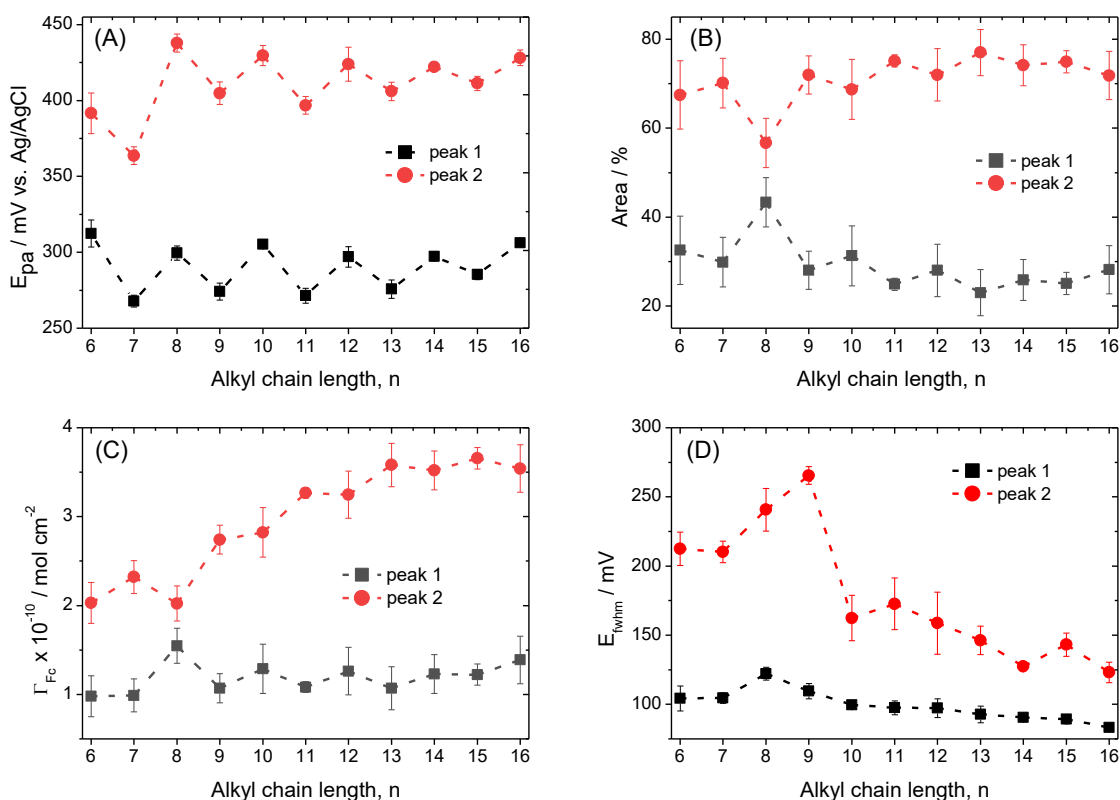 (A)
E_pa / mV vs. Ag/AgCl
450
400
350
300
250
peak 1
peak 2
6 7 8 9 10 11 12 13 14 15 16
Alkyl chain length, n
(B)
Area / %
80
60
40
20
peak 1
peak 2
6 7 8 9 10 11 12 13 14 15 16
Alkyl chain length, n
(C)
Γ_Fc x 10⁻¹⁰ / mol cm⁻²
4
3
2
1
peak 1
peak 2
6 7 8 9 10 11 12 13 14 15 16
Alkyl chain length, n
(D)
E_fwhm / mV
300
250
200
150
100
peak 1
peak 2
6 7 8 9 10 11 12 13 14 15 16
Alkyl chain length, n